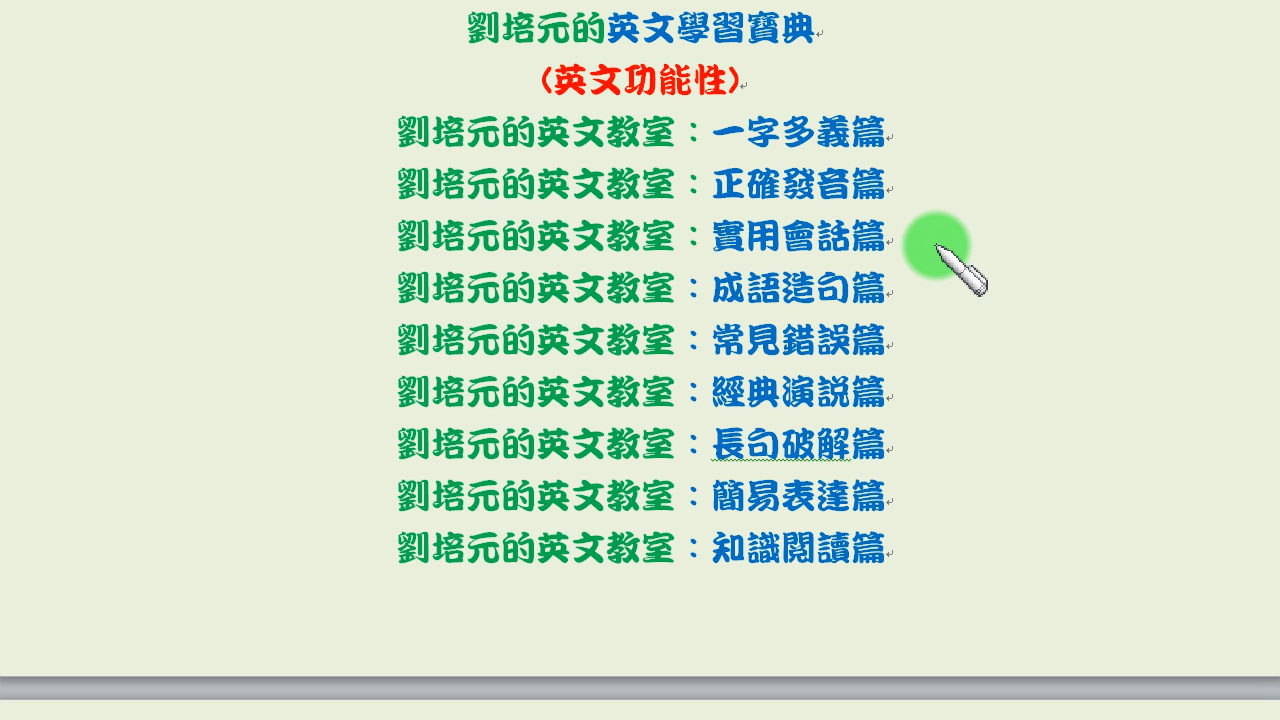 劉培元的英文學習寶典
(英文功能性)
劉培元的英文教室：一字多義篇
劉培元的英文教室：正確發音篇
劉培元的英文教室：實用會話篇
劉培元的英文教室：成語造句篇
劉培元的英文教室：常見錯誤篇
劉培元的英文教室：經典演說篇
劉培元的英文教室：長句破解篇
劉培元的英文教室：簡易表達篇
劉培元的英文教室：知識閱讀篇